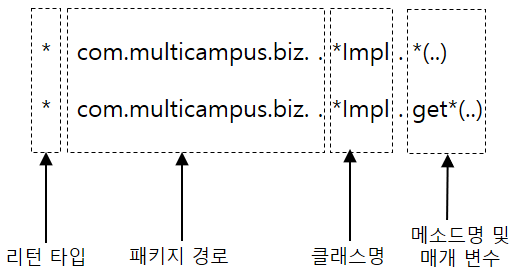 * com.multicampus.biz. . *Impl . *(..)
* com.multicampus.biz. . *Impl . get*(..)
리턴 타입 패키지 경로 클래스명 메소드명 및
매개 변수